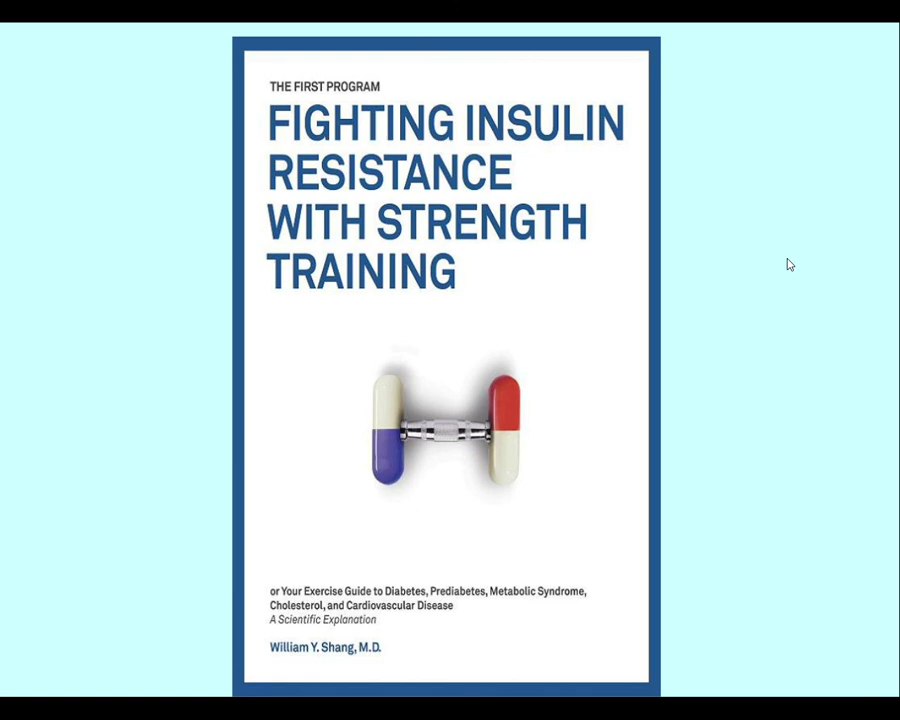 THE FIRST PROGRAM
FIGHTING INSULIN
RESISTANCE
WITH STRENGTH
TRAINING
or Your Exercise Guide to Diabetes, Prediabetes, Metabolic Syndrome,
Cholesterol, and Cardiovascular Disease
A Scientific Explanation
William Y. Shang, M.D.